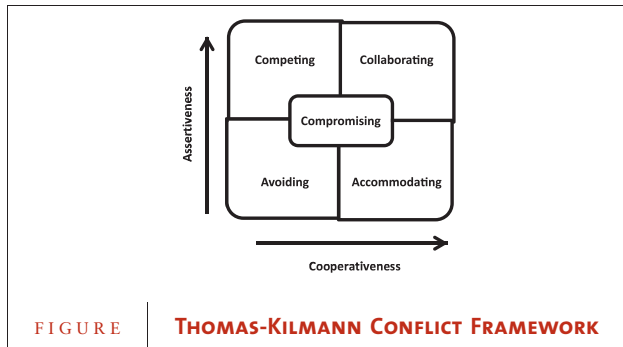 Competing
Collaborating
Assertiveness
Compromising
Avoiding
Accommodating
Cooperativeness
FIGURE
THOMAS-KILMANN CONFLICT FRAMEWORK